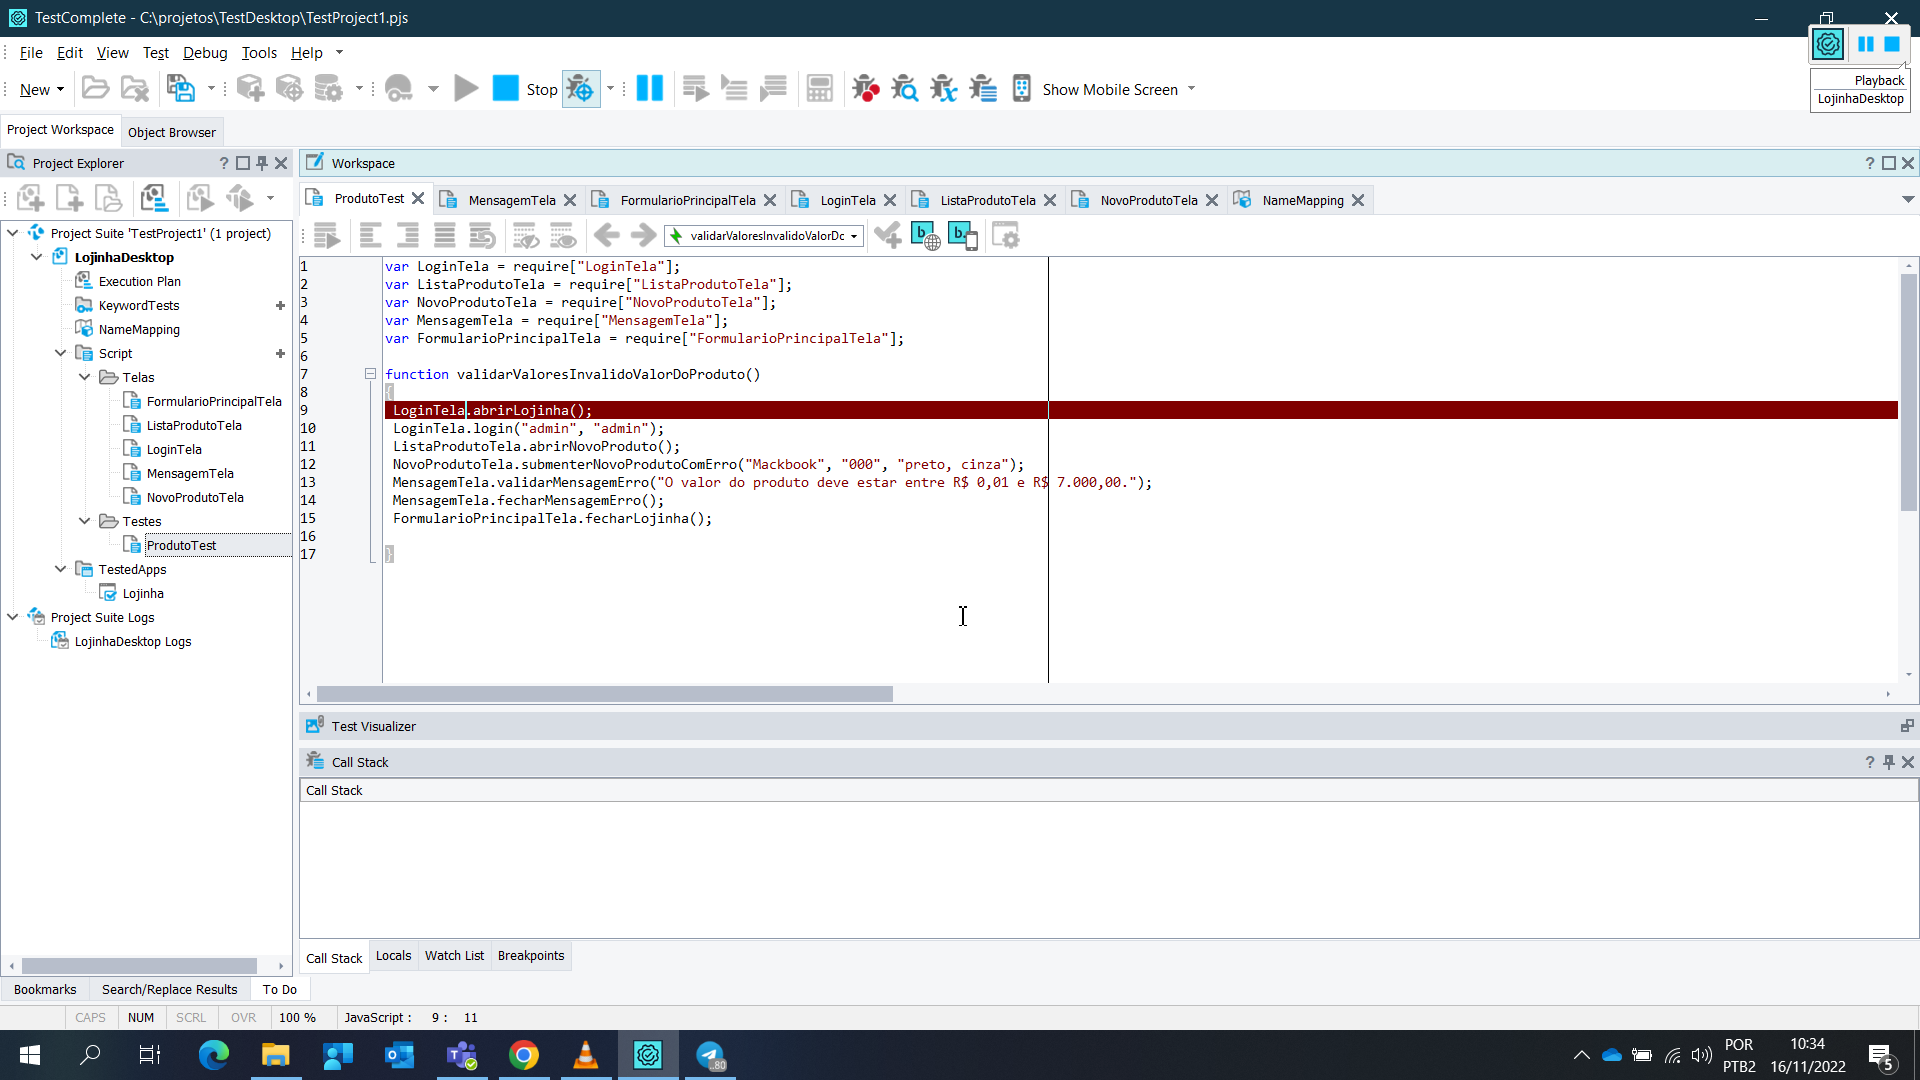 TestComplete - C:\projetos\TestDesktop\TestProject1.pjs
File Edit View Test Debug Tools Help
New Stop Show Mobile Screen
Playback
LojinhaDesktop
Project Workspace Object Browser
Project Explorer
Workspace
ProdutoTest MensagemTela FormularioPrincipalTela LoginTela ListaProdutoTela NovoProdutoTela NameMapping
validarValoresInvalidoValorDc
Project Suite 'TestProject1' (1 project)
LojinhaDesktop
Execution Plan
KeywordTests
NameMapping
Script
Telas
FormularioPrincipalTela
ListaProdutoTela
LoginTela
MensagemTela
NovoProdutoTela
Testes
ProdutoTest
TestedApps
Lojinha
Project Suite Logs
LojinhaDesktop Logs
1 var LoginTela = require["LoginTela"];
2 var ListaProdutoTela = require["ListaProdutoTela"];
3 var NovoProdutoTela = require["NovoProdutoTela"];
4 var MensagemTela = require["MensagemTela"];
5 var FormularioPrincipalTela = require["FormularioPrincipalTela"];
6
7 function validarValoresInvalidoValorDoProduto()
8 {
9 LoginTela.abrirLojinha();
10 LoginTela.login("admin", "admin");
11 ListaProdutoTela.abrirNovoProduto();
12 NovoProdutoTela.submenterNovoProdutoComErro("Mackbook", "000", "preto, cinza");
13 MensagemTela.validarMensagemErro("O valor do produto deve estar entre R$ 0,01 e R$ 7.000,00.");
14 MensagemTela.fecharMensagemErro();
15 FormularioPrincipalTela.fecharLojinha();
16
17 }
Test Visualizer
Call Stack
Call Stack
Call Stack Locals Watch List Breakpoints
Bookmarks Search/Replace Results To Do
CAPS NUM SCRL OVR 100 % JavaScript : 9 : 11
80
POR
PTB2
10:34
16/11/2022
5